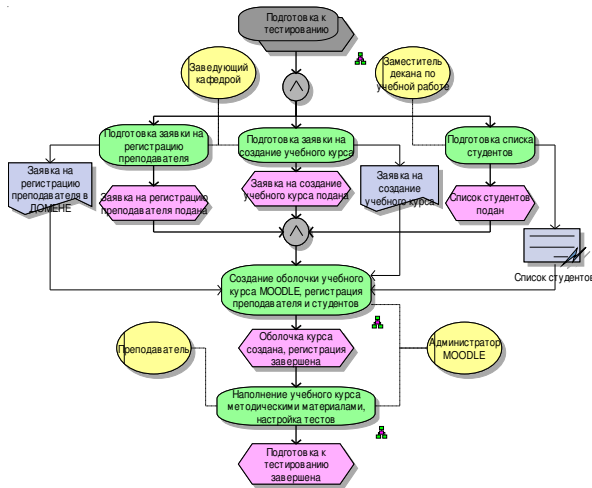 Подготовка к
тестированию
Заведующий
кафедрой
Заместитель
декана по
учебной работе
Подготовка заявки на
регистрацию
преподавателя
Подготовка заявки на
создание учебного курса
Подготовка списка
студентов
Заявка на
регистрацию
преподавателя в
ДОМЕНЕ
Заявка на регистрацию
преподавателя подана
Заявка на создание
учебного курса подана
Заявка на
создание
учебного курса
Список студентов
подан
Список студентов
Создание оболочки учебного
курса MOODLE, регистрация
преподавателя и студентов
Оболочка курса
создана, регистрация
завершена
Преподаватель
Администратор
MOODLE
Наполнение учебного курса
методическими материалами,
настройка тестов
Подготовка к
тестированию
завершена